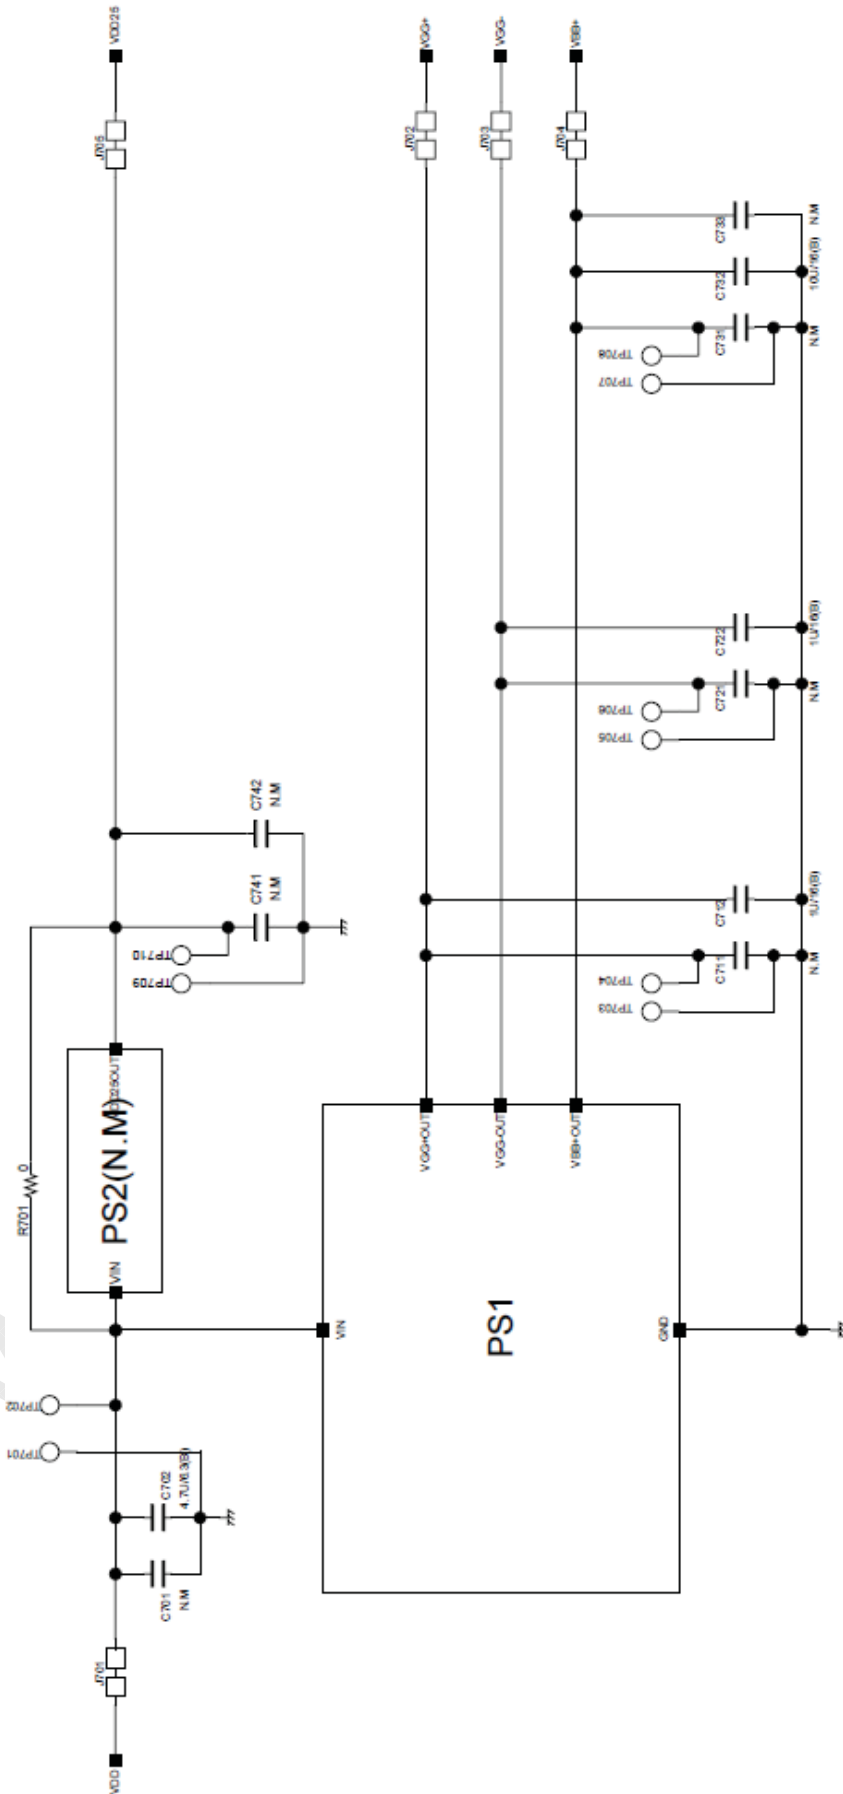 VDD25
VGG+
VGG-
VBB+
J705
J702
J703
J704
C733
N.M
C732
10U/16(B)
C731
N.M
TP708
TP707
C722
1U/16(B)
C721
N.M
TP706
TP705
C742
N.M
C741
N.M
TP710
TP709
C712
1U/16(B)
C711
N.M
TP704
TP703
PS2(N.M)
VIN
R701
0
VGG+OUT
VGG-OUT
VBB+OUT
PS1
VIN
GND
TP702
TP701
C702
4.7U/6.3(B)
C701
N.M
J701
VDD